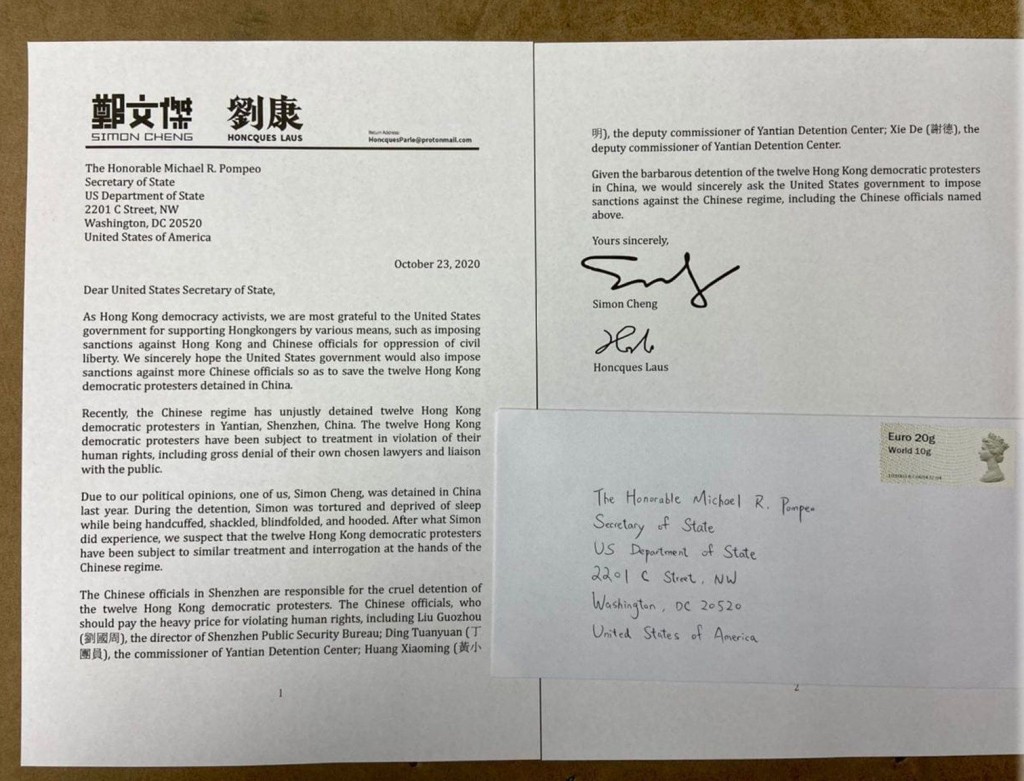 鄭文傑 劉康
SIMON CHENG HONCQUES LAUS
Return Address:
HoncquesParle@protonmail.com
The Honorable Michael R. Pompeo
Secretary of State
US Department of State
2201 C Street, NW
Washington, DC 20520
United States of America
October 23, 2020
Dear United States Secretary of State,
As Hong Kong democracy activists, we are most grateful to the United States
government for supporting Hongkongers by various means, such as imposing
sanctions against Hong Kong and Chinese officials for oppression of civil
liberty. We sincerely hope the United States government would also impose
sanctions against more Chinese officials so as to save the twelve Hong Kong
democratic protesters detained in China.
Recently, the Chinese regime has unjustly detained twelve Hong Kong
democratic protesters in Yantian, Shenzhen, China. The twelve Hong Kong
democratic protesters have been subject to treatment in violation of their
human rights, including gross denial of their own chosen lawyers and liaison
with the public.
Due to our political opinions, one of us, Simon Cheng, was detained in China
last year. During the detention, Simon was tortured and deprived of sleep
while being handcuffed, shackled, blindfolded, and hooded. After what Simon
did experience, we suspect that the twelve Hong Kong democratic protesters
have been subject to similar treatment and interrogation at the hands of the
Chinese regime.
The Chinese officials in Shenzhen are responsible for the cruel detention of
the twelve Hong Kong democratic protesters. The Chinese officials, who
should pay the heavy price for violating human rights, including Liu Guozhou
(劉國周), the director of Shenzhen Public Security Bureau; Ding Tuanyuan (丁
團員), the commissioner of Yantian Detention Center; Huang Xiaoming (黃小
1
明), the deputy commissioner of Yantian Detention Center; Xie De (謝德), the
deputy commissioner of Yantian Detention Center.
Given the barbarous detention of the twelve Hong Kong democratic protesters
in China, we would sincerely ask the United States government to impose
sanctions against the Chinese regime, including the Chinese officials named
above.
Yours sincerely,
Simon Cheng
Honcques Laus
Euro 20g
World 10g
The Honorable Michael R. Pompeo
Secretary of State
US Department of State
2201 C Street, NW
Washington, DC 20520
United States of America
2